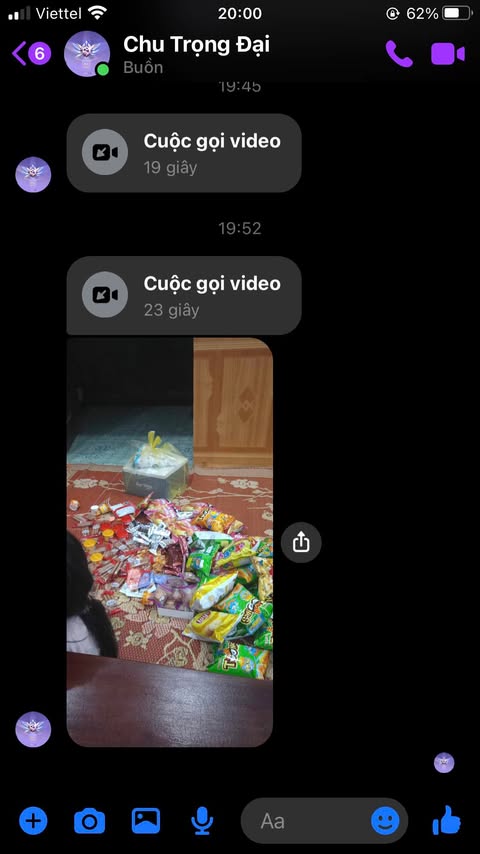 Viettel
20:00
62%
6
Chu Trọng Đại
Buồn
19:45
Cuộc gọi video
19 giây
19:52
Cuộc gọi video
23 giây
Aa